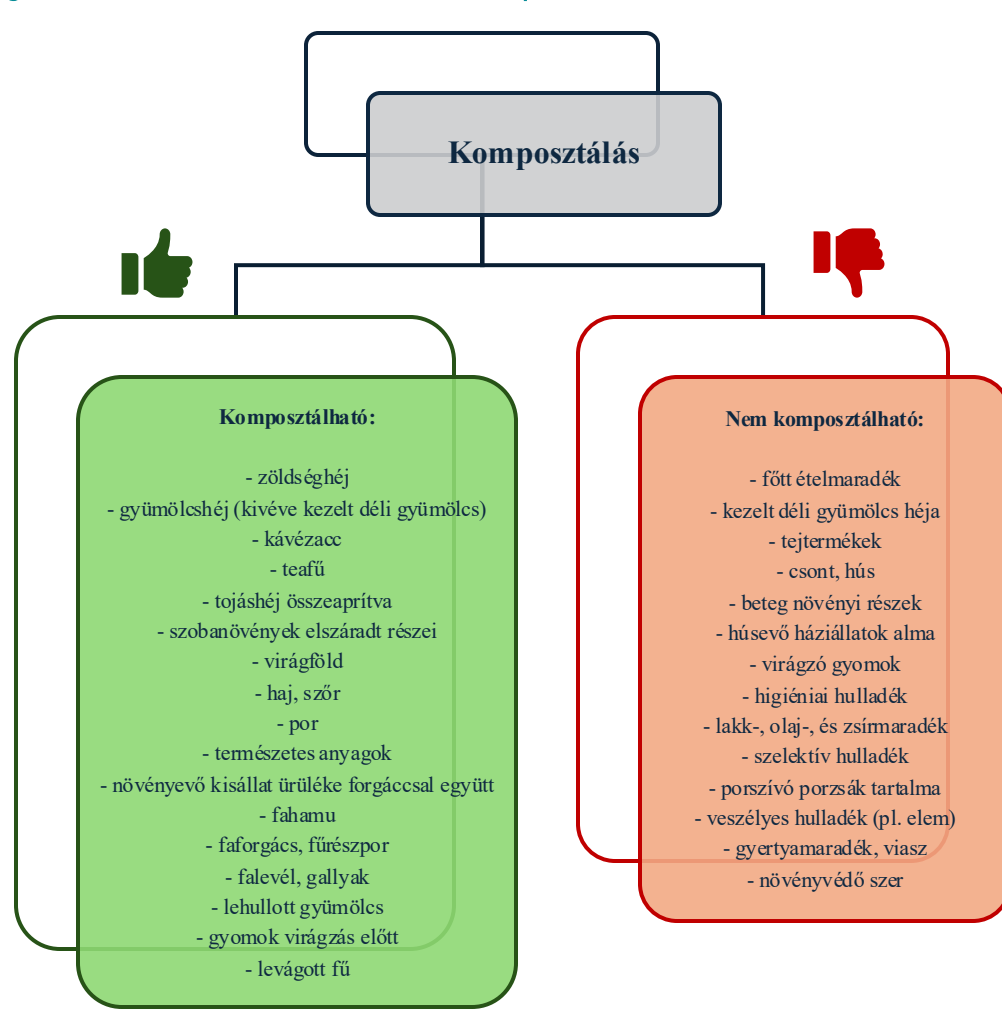 Komposztálás
Komposztálható:
- zöldséghéj
- gyümölcshéj (kivéve kezelt déli gyümölcs)
- kávézacc
- teafű
- tojáshéj összeaprítva
- szobanövények elszáradt részei
- virágföld
- haj, szőr
- por
- természetes anyagok
- növényevő kisállat ürüléke forgáccsal együtt
- fahamu
- faforgács, fűrészpor
- falevél, gallyak
- lehullott gyümölcs
- gyomok virágzás előtt
- levágott fű
Nem komposztálható:
- főtt ételmaradék
- kezelt déli gyümölcs héja
- tejtermékek
- csont, hús
- beteg növényi részek
- húsevő háziállatok alma
- virágzó gyomok
- higiéniai hulladék
- lakk-, olaj-, és zsírmaradék
- szelektív hulladék
- porszívó porzsák tartalma
- veszélyes hulladék (pl. elem)
- gyertyamaradék, viasz
- növényvédő szer